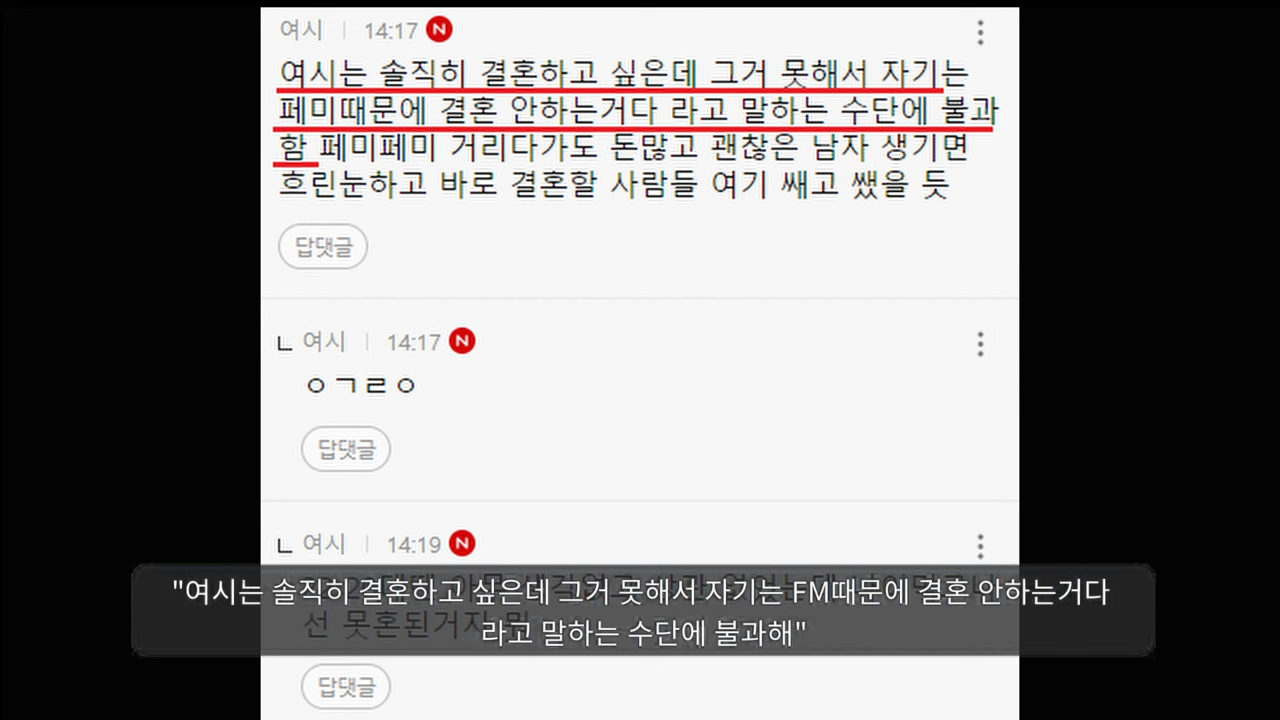 여시 | 14:17 N
여시는 솔직히 결혼하고 싶은데 그거 못해서 자기는
페미때문에 결혼 안하는거다 라고 말하는 수단에 불과
함 페미페미 거리다가도 돈많고 괜찮은 남자 생기면
흐린눈하고 바로 결혼할 사람들 여기 쌔고 쌨을 듯
답댓글
ㄴ 여시 | 14:17 N
ㅇㄱㄹㅇ
답댓글
ㄴ 여시 | 14:19 N
선 못혼된거지 뭐
"여시는 솔직히 결혼하고 싶은데 그거 못해서 자기는 FM때문에 결혼 안하는거다
라고 말하는 수단에 불과해"
답댓글